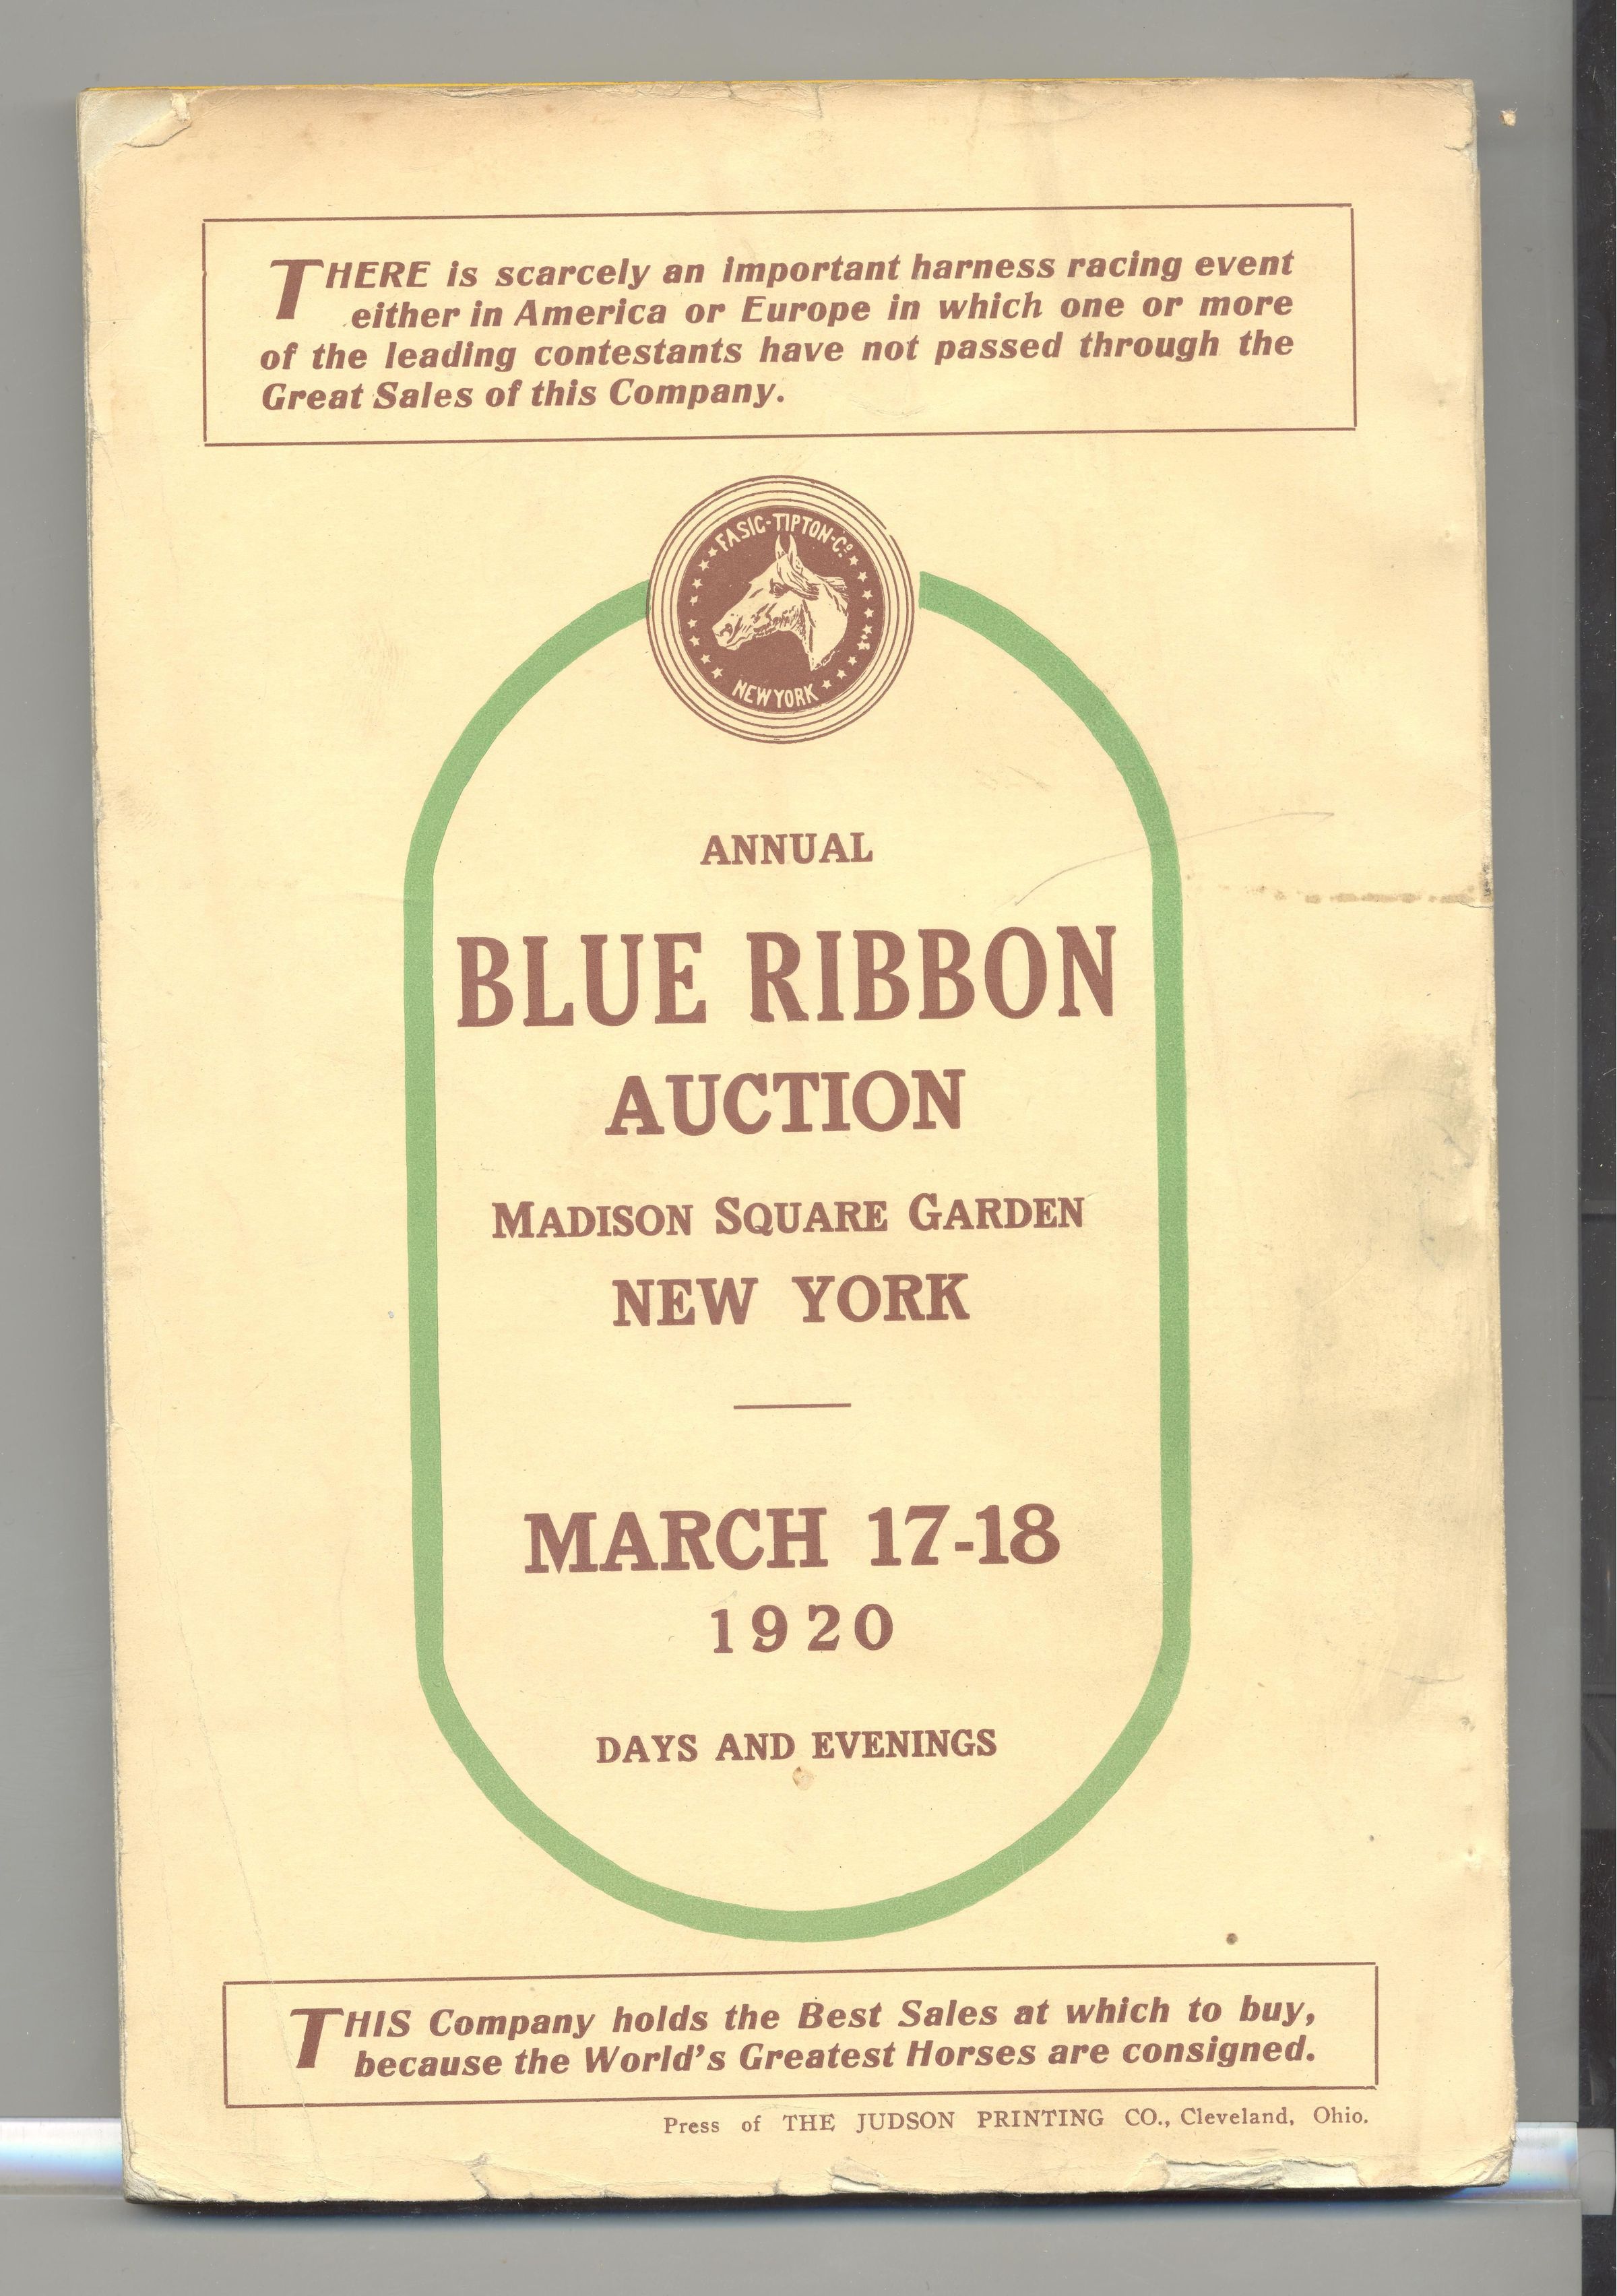 THERE is scarcely an important harness racing event
either in America or Europe in which one or more
of the leading contestants have not passed through the
Great Sales of this Company.
FASIG-TIPTON-Co
NEW YORK
ANNUAL
BLUE RIBBON
AUCTION
MADISON SQUARE GARDEN
NEW YORK
MARCH 17-18
1920
DAYS AND EVENINGS
THIS Company holds the Best Sales at which to buy,
because the World's Greatest Horses are consigned.
Press of THE JUDSON PRINTING CO., Cleveland, Ohio.